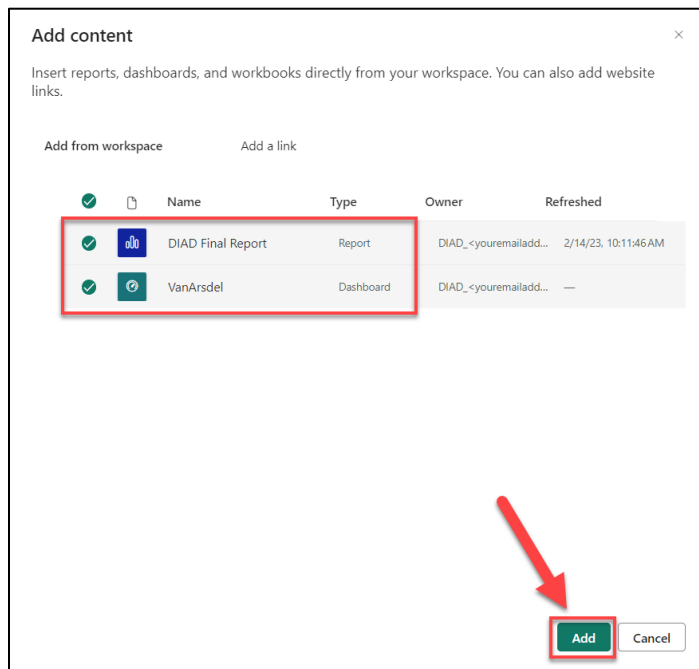 Add content
Insert reports, dashboards, and workbooks directly from your workspace. You can also add website
links.
Add from workspace Add a link
Name Type Owner Refreshed
DIAD Final Report Report DIAD_<youremailadd... 2/14/23, 10:11:46 AM
VanArsdel Dashboard DIAD_<youremailadd... —
Add Cancel